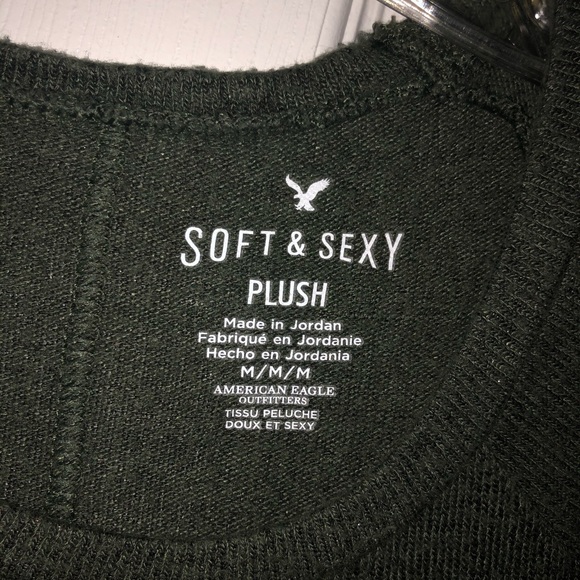 SOFT & SEXY
PLUSH
Made in Jordan
Fabriqué en Jordanie
Hecho en Jordania
M/M/M
AMERICAN EAGLE
OUTFITTERS
TISSU PELUCHE
DOUX ET SEXY